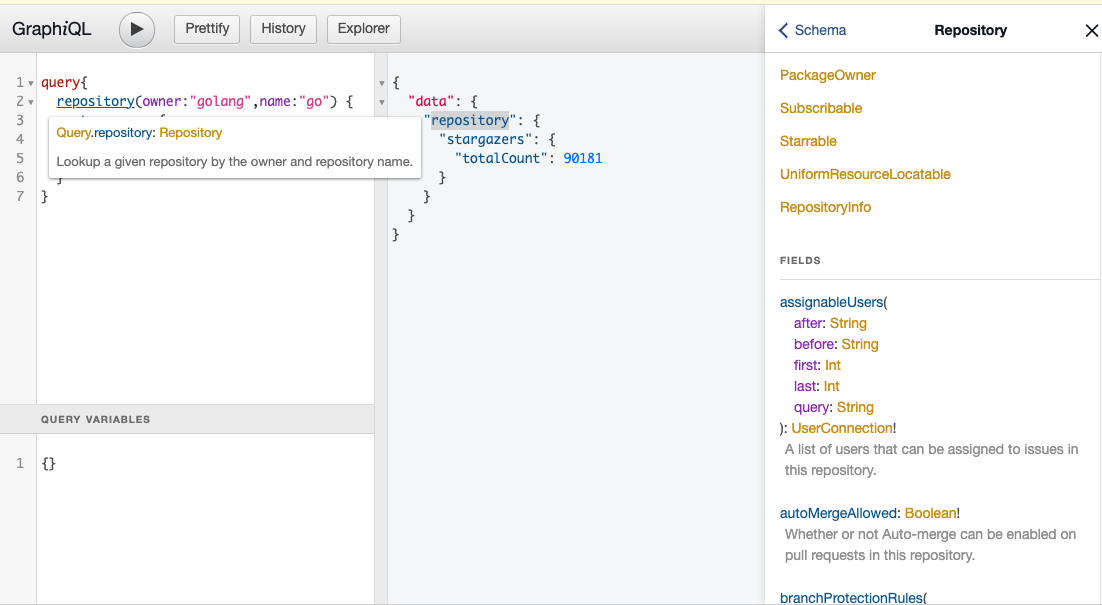 GraphiQL
Prettify
History
Explorer
1
query{
2
repository(owner:"golang",name:"go") {
3
4
5
6
}
7
}
Query.repository: Repository
Lookup a given repository by the owner and repository name.
QUERY VARIABLES
1
{}
{
"data": {
"repository": {
"stargazers": {
"totalCount": 90181
}
}
}
}
Schema
Repository
PackageOwner
Subscribable
Starrable
UniformResourceLocatable
RepositoryInfo
FIELDS
assignableUsers(
after: String
before: String
first: Int
last: Int
query: String
): UserConnection!
A list of users that can be assigned to issues in
this repository.
autoMergeAllowed: Boolean!
Whether or not Auto-merge can be enabled on
pull requests in this repository.
branchProtectionRules(